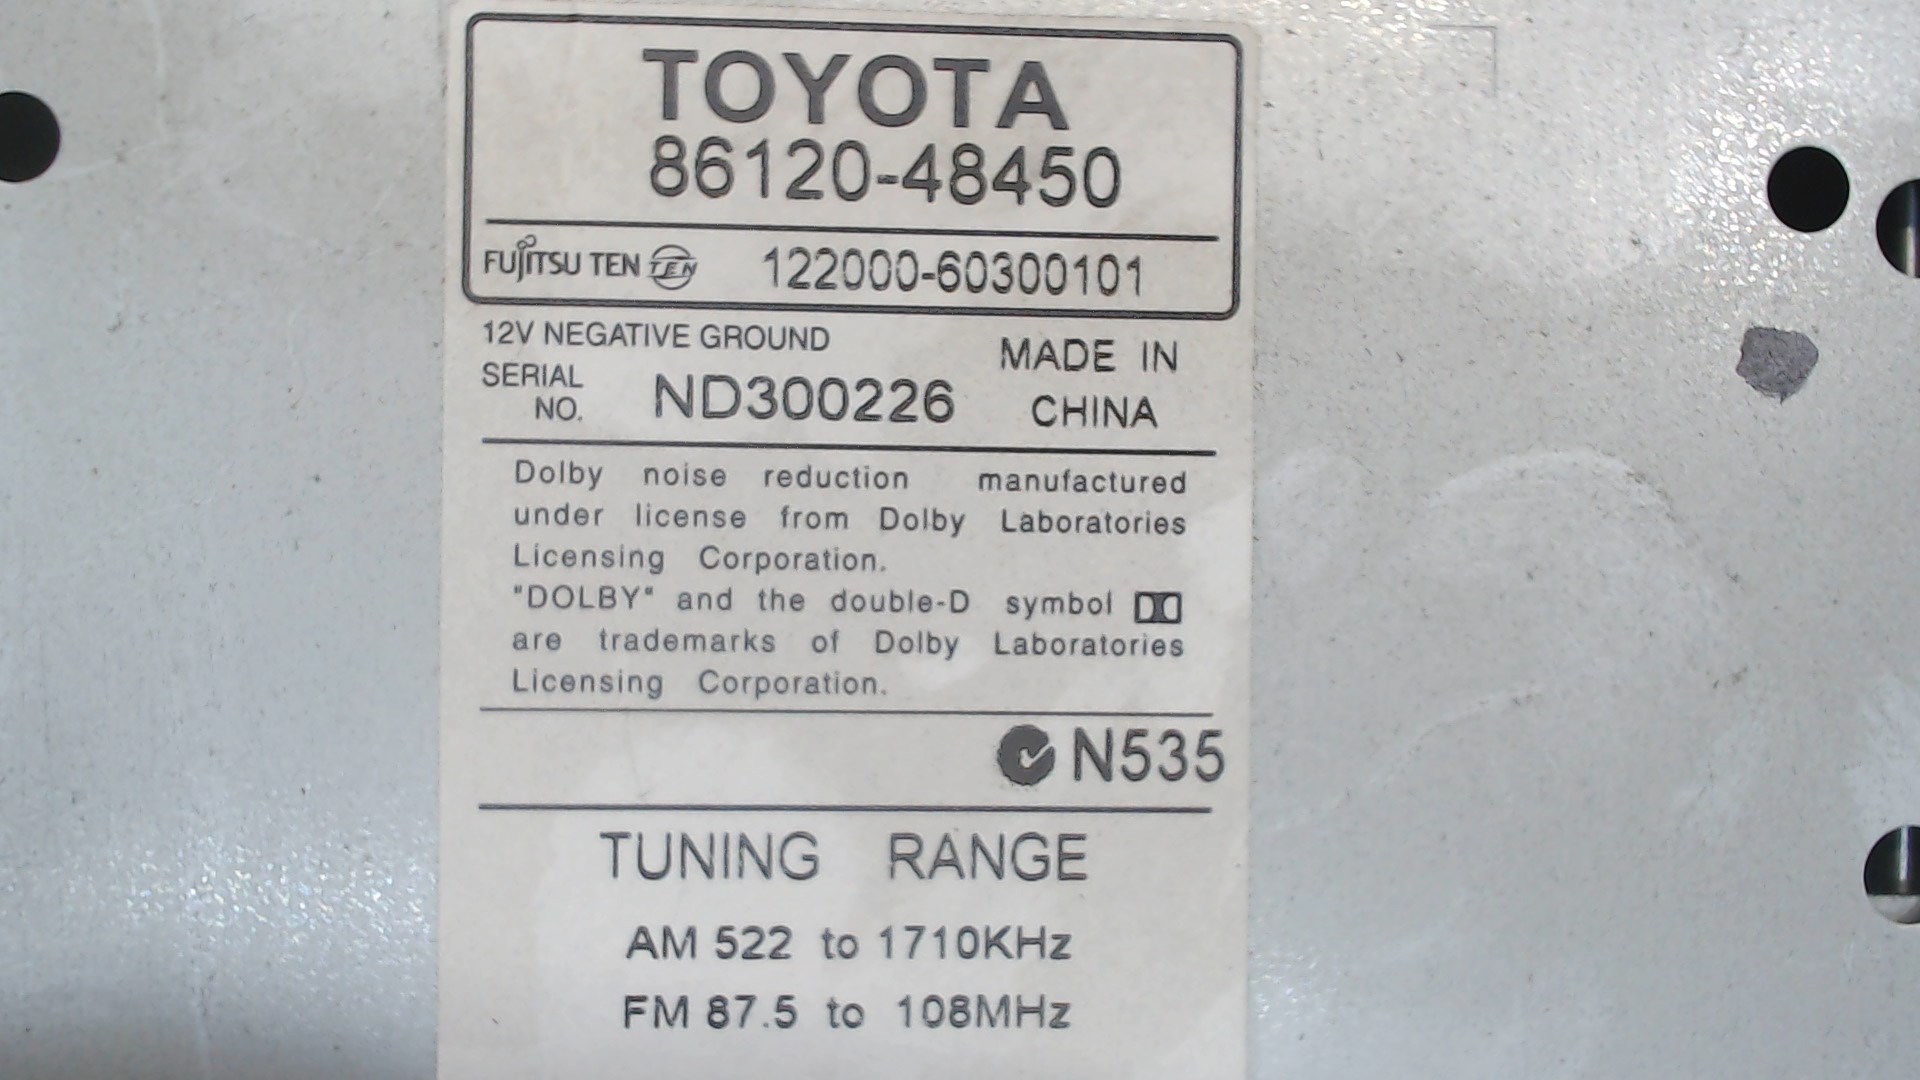 TOYOTA
86120-48450
FUJITSU TEN TEN 122000-60300101
12V NEGATIVE GROUND
SERIAL NO. ND300226
MADE IN
CHINA
Dolby noise reduction manufactured
under license from Dolby Laboratories
Licensing Corporation.
"DOLBY" and the double-D symbol
are trademarks of Dolby Laboratories
Licensing Corporation.
N535
TUNING RANGE
AM 522 to 1710KHz
FM 87.5 to 108MHz